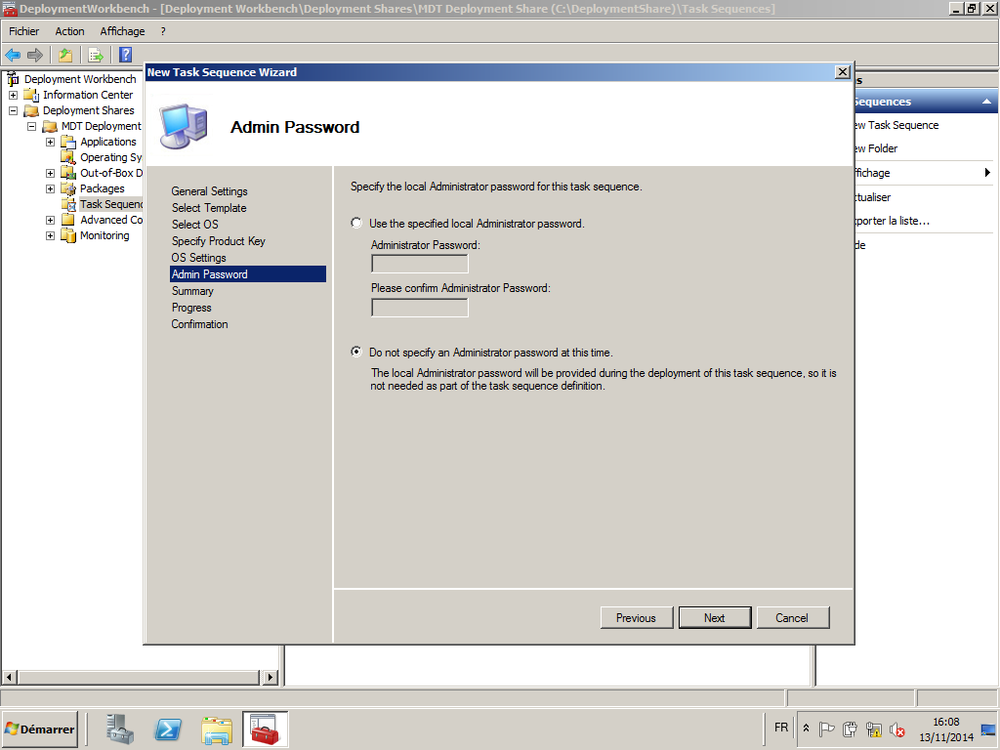 DeploymentWorkbench - [Deployment Workbench\Deployment Shares\MDT Deployment Share (C:\DeploymentShare)\Task Sequences]
Fichier Action Affichage ?
Deployment Workbench
Information Center
Deployment Shares
MDT Deployment
Applications
Operating Sy
Out-of-Box D
Packages
Task Sequenc
Advanced Co
Monitoring
New Task Sequence Wizard
Admin Password
General Settings
Select Template
Select OS
Specify Product Key
OS Settings
Admin Password
Summary
Progress
Confirmation
Specify the local Administrator password for this task sequence.
Use the specified local Administrator password.
Administrator Password:
Please confirm Administrator Password:
Do not specify an Administrator password at this time.
The local Administrator password will be provided during the deployment of this task sequence, so it is
not needed as part of the task sequence definition.
Previous Next Cancel
s
Sequences
ew Task Sequence
ew Folder
ffichage
ctualiser
xporter la liste...
de
Démarrer
FR
16:08
13/11/2014